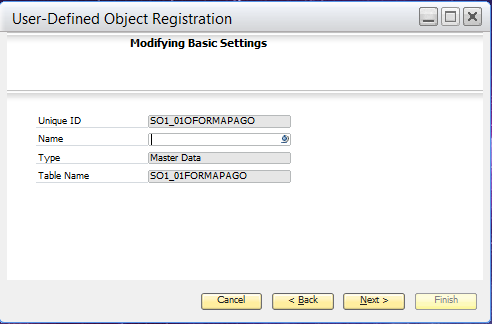 User-Defined Object Registration
Modifying Basic Settings
Unique ID SO1_01OFORMAPAGO
Name
Type Master Data
Table Name SO1_01FORMAPAGO
Cancel < Back Next > Finish